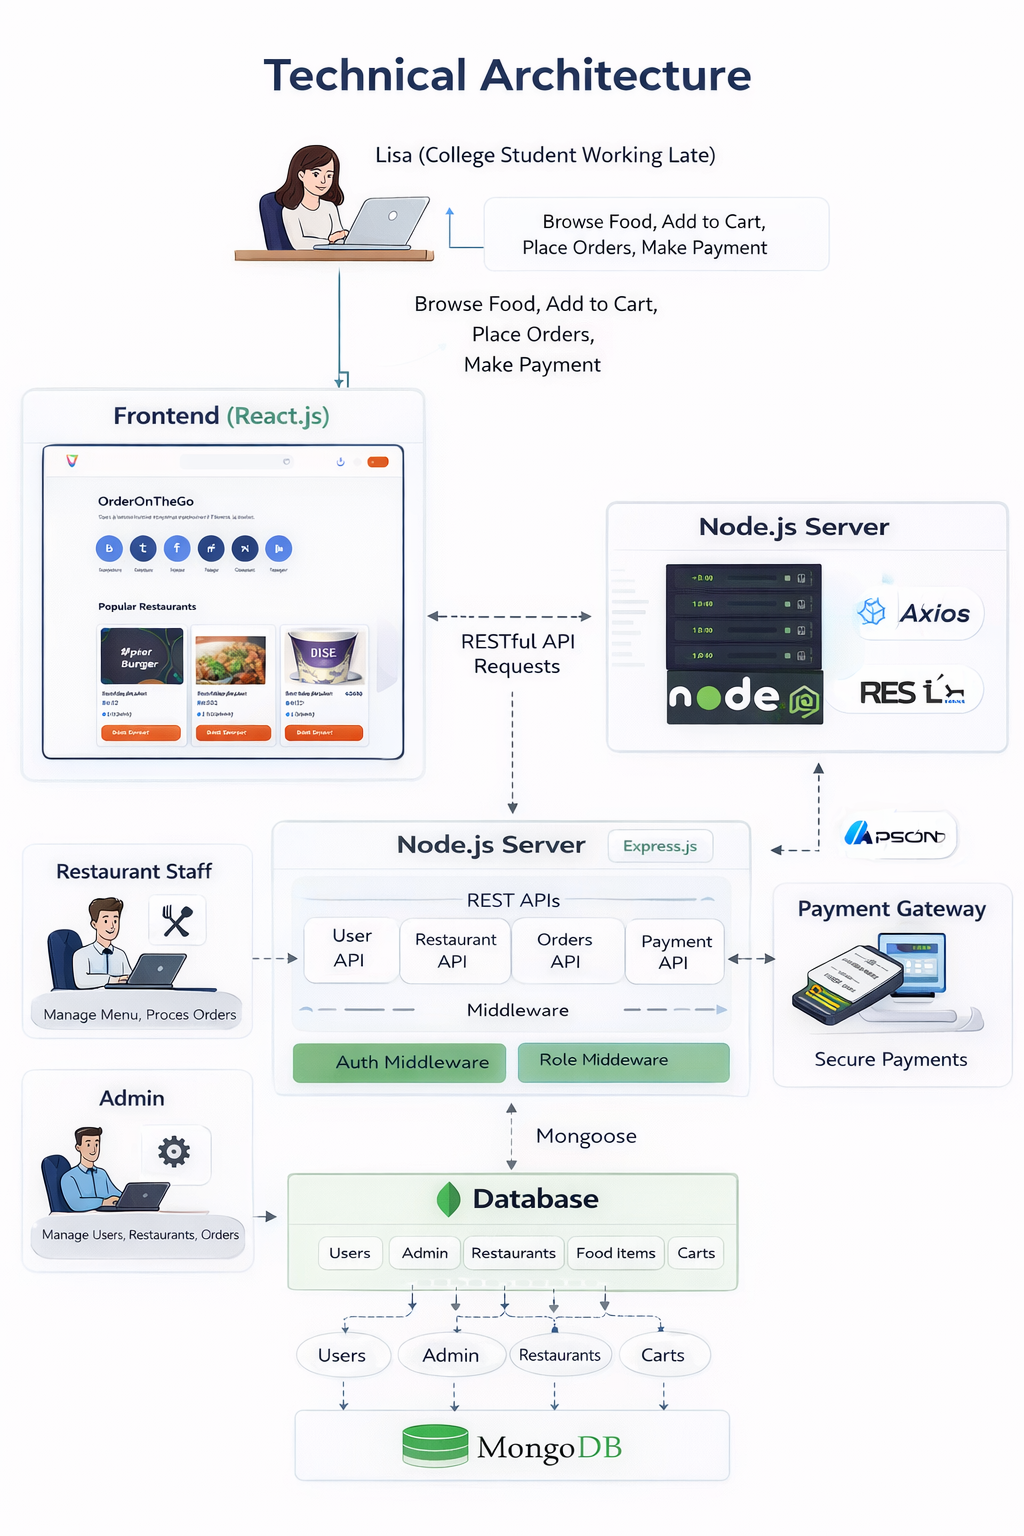 Technical Architecture
Lisa (College Student Working Late)
Browse Food, Add to Cart,
Place Orders, Make Payment
Browse Food, Add to Cart,
Place Orders,
Make Payment
Frontend (React.js)
OrderOnTheGo
Popular Restaurants
Burger
DISE
RESTful API
Requests
Node.js Server
Axios
node
RES
Node.js Server
Express.js
REST APIs
User
API
Restaurant
API
Orders
API
Payment
API
Middleware
Auth Middleware
Role Middeware
Restaurant Staff
Manage Menu, Proces Orders
Payment Gateway
Secure Payments
Admin
Manage Users, Restaurants, Orders
Mongoose
Database
Users
Admin
Restaurants
Food Items
Carts
Users
Admin
Restaurants
Carts
MongoDB